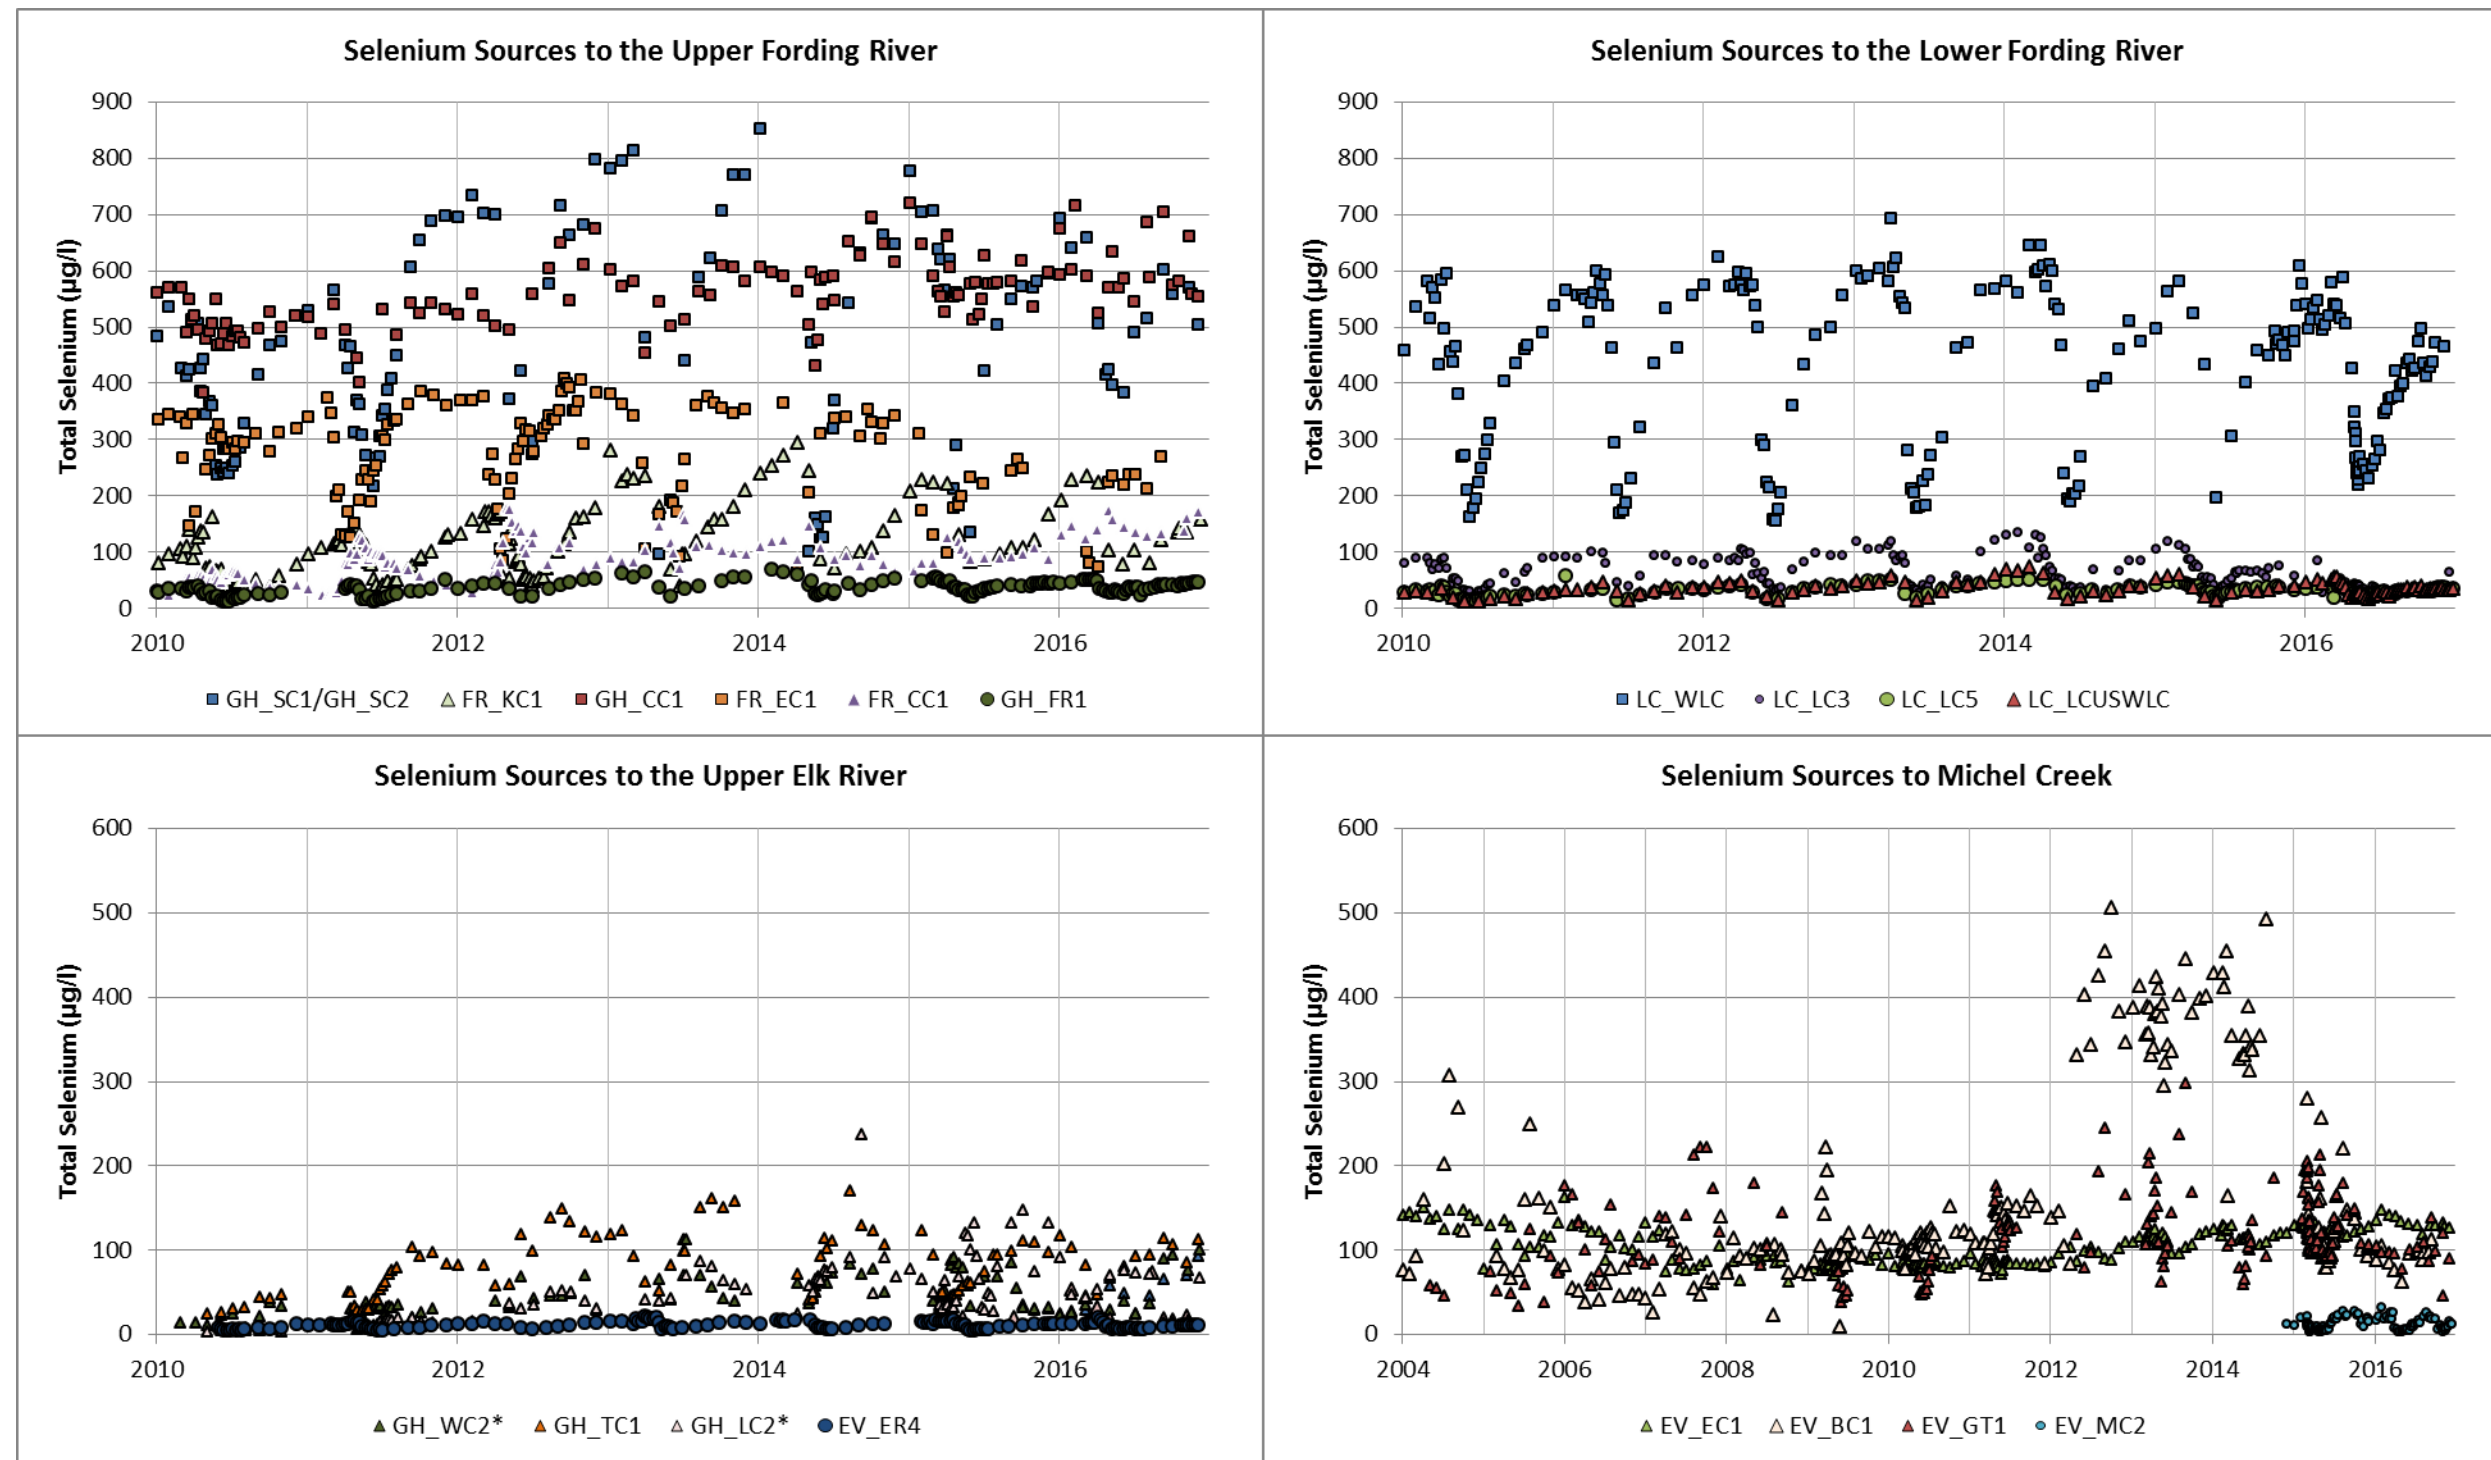 Selenium Sources to the Upper Fording River
Total Selenium (µg/l)
900
800
700
600
500
400
300
200
100
0
2010 2012 2014 2016
GH_SC1/GH_SC2 FR_KC1 GH_CC1 FR_EC1 FR_CC1 GH_FR1
Selenium Sources to the Lower Fording River
Total Selenium (µg/l)
900
800
700
600
500
400
300
200
100
0
2010 2012 2014 2016
LC_WLC LC_LC3 LC_LC5 LC_LCUSWLC
Selenium Sources to the Upper Elk River
Total Selenium (µg/l)
600
500
400
300
200
100
0
2010 2012 2014 2016
GH_WC2* GH_TC1 GH_LC2* EV_ER4
Selenium Sources to Michel Creek
Total Selenium (µg/l)
600
500
400
300
200
100
0
2004 2006 2008 2010 2012 2014 2016
EV_EC1 EV_BC1 EV_GT1 EV_MC2